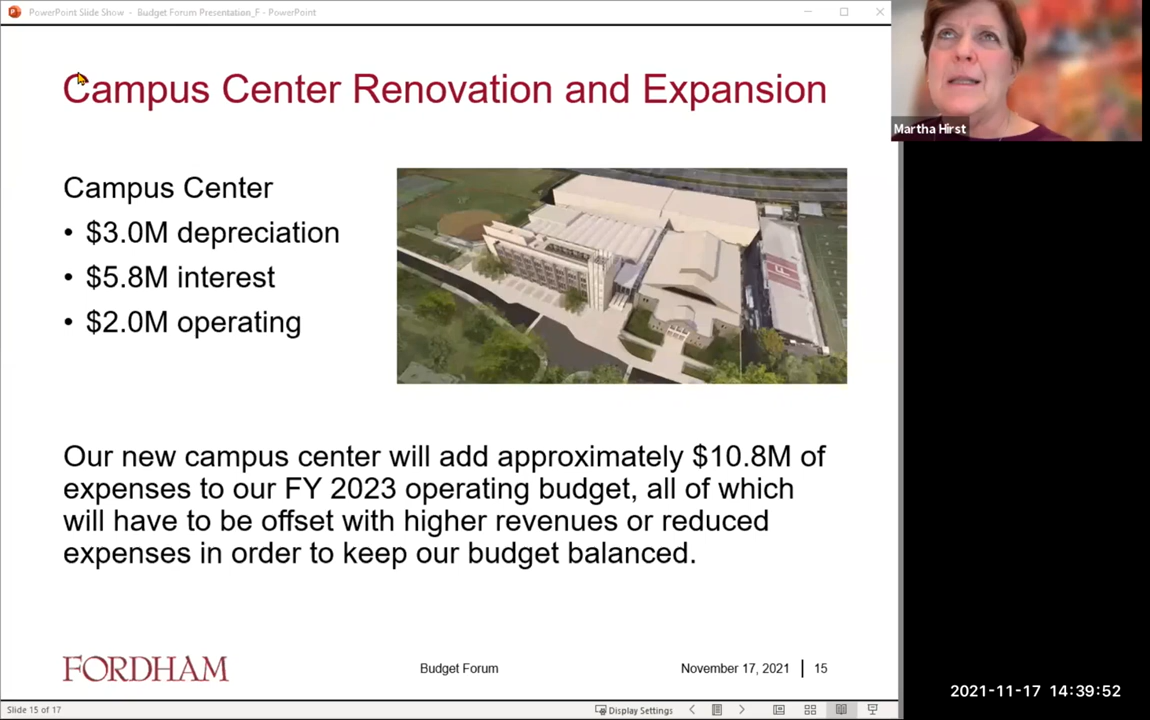 PowerPoint Slide Show - Budget Forum Presentation_F - PowerPoint
Campus Center Renovation and Expansion
Martha Hirst
Campus Center
• $3.0M depreciation
• $5.8M interest
• $2.0M operating
F
Our new campus center will add approximately $10.8M of
expenses to our FY 2023 operating budget, all of which
will have to be offset with higher revenues or reduced
expenses in order to keep our budget balanced.
FORDHAM
Budget Forum
November 17, 2021 | 15
2021-11-17 14:39:52
Slide 15 of 17
Display Settings